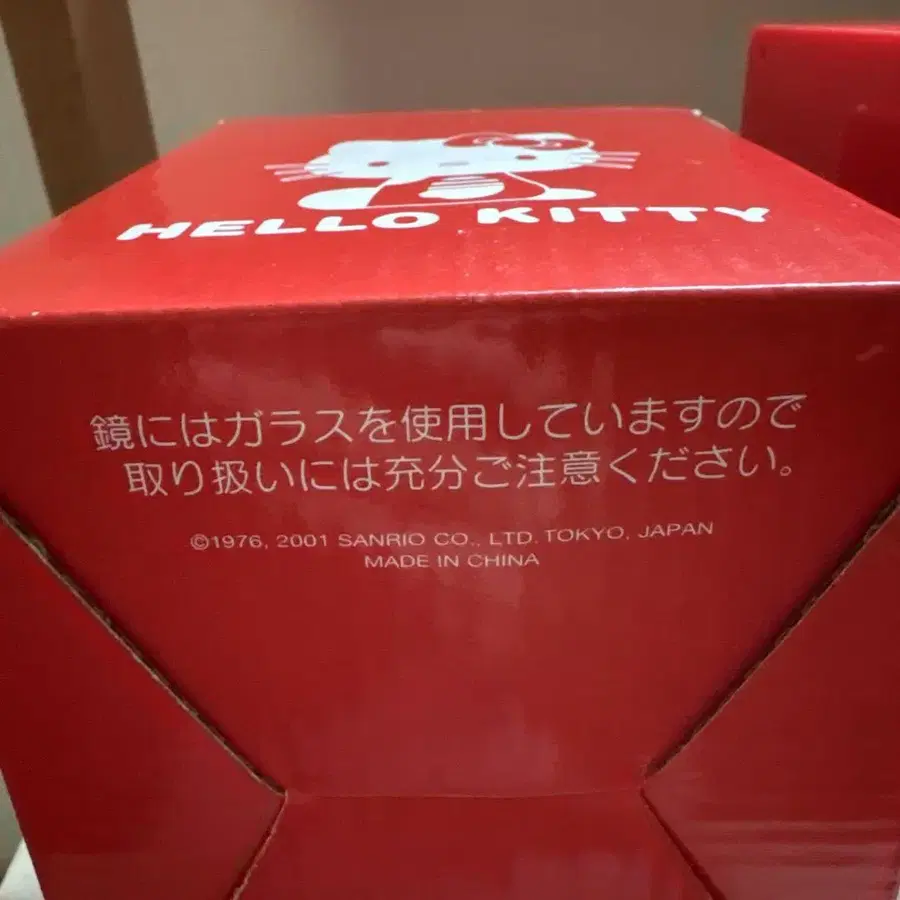 HELLO KITTY
鏡にはガラスを使用していますので
取り扱いには充分ご注意ください。
©1976, 2001 SANRIO CO., LTD. TOKYO, JAPAN
MADE IN CHINA